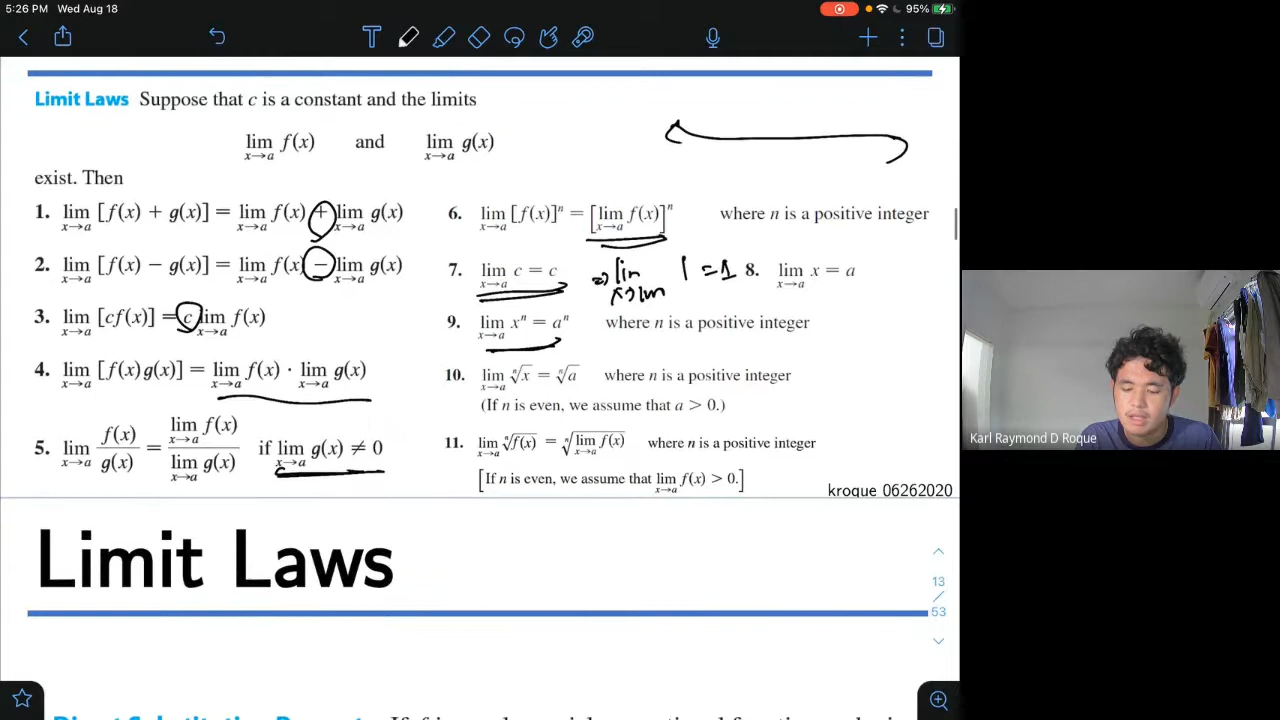 5:26 PM Wed Aug 18
95%
Limit Laws Suppose that c is a constant and the limits
lim x→a f(x) and lim x→a g(x)
exist. Then
1. lim x→a [f(x) + g(x)] = lim x→a f(x) + lim x→a g(x)
2. lim x→a [f(x) − g(x)] = lim x→a f(x) − lim x→a g(x)
3. lim x→a [cf(x)] = c lim x→a f(x)
4. lim x→a [f(x)g(x)] = lim x→a f(x) · lim x→a g(x)
5. lim x→a f(x)/g(x) = lim x→a f(x) / lim x→a g(x) if lim x→a g(x) ≠ 0
6. lim x→a [f(x)]ⁿ = [lim x→a f(x)]ⁿ where n is a positive integer
7. lim x→a c = c ⇒ lim 1 = 1 8. lim x→a x = a
9. lim x→a xⁿ = aⁿ where n is a positive integer
10. lim x→a ⁿ√x = ⁿ√a where n is a positive integer
(If n is even, we assume that a > 0.)
11. lim x→a ⁿ√f(x) = ⁿ√lim x→a f(x) where n is a positive integer
[If n is even, we assume that lim x→a f(x) > 0.]
kroque 06262020
Limit Laws
13
/
53
Karl Raymond D Roque